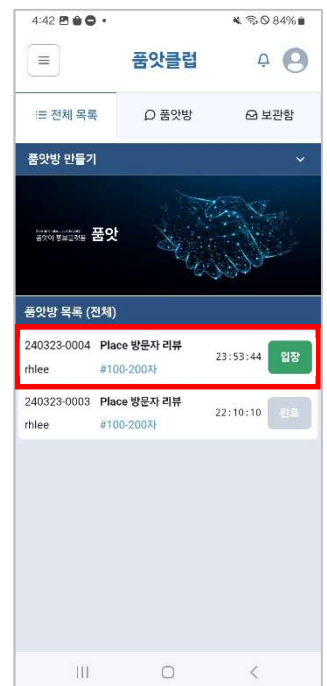 4:42
84%
품앗클럽
전체 목록
품앗방
보관함
품앗방 만들기
품앗
품앗방 목록 (전체)
240323-0004 Place 방문자 리뷰
23:53:44 입장
rhlee #100-200자
240323-0003 Place 방문자 리뷰
22:10:10 완료
rhlee #100-200자